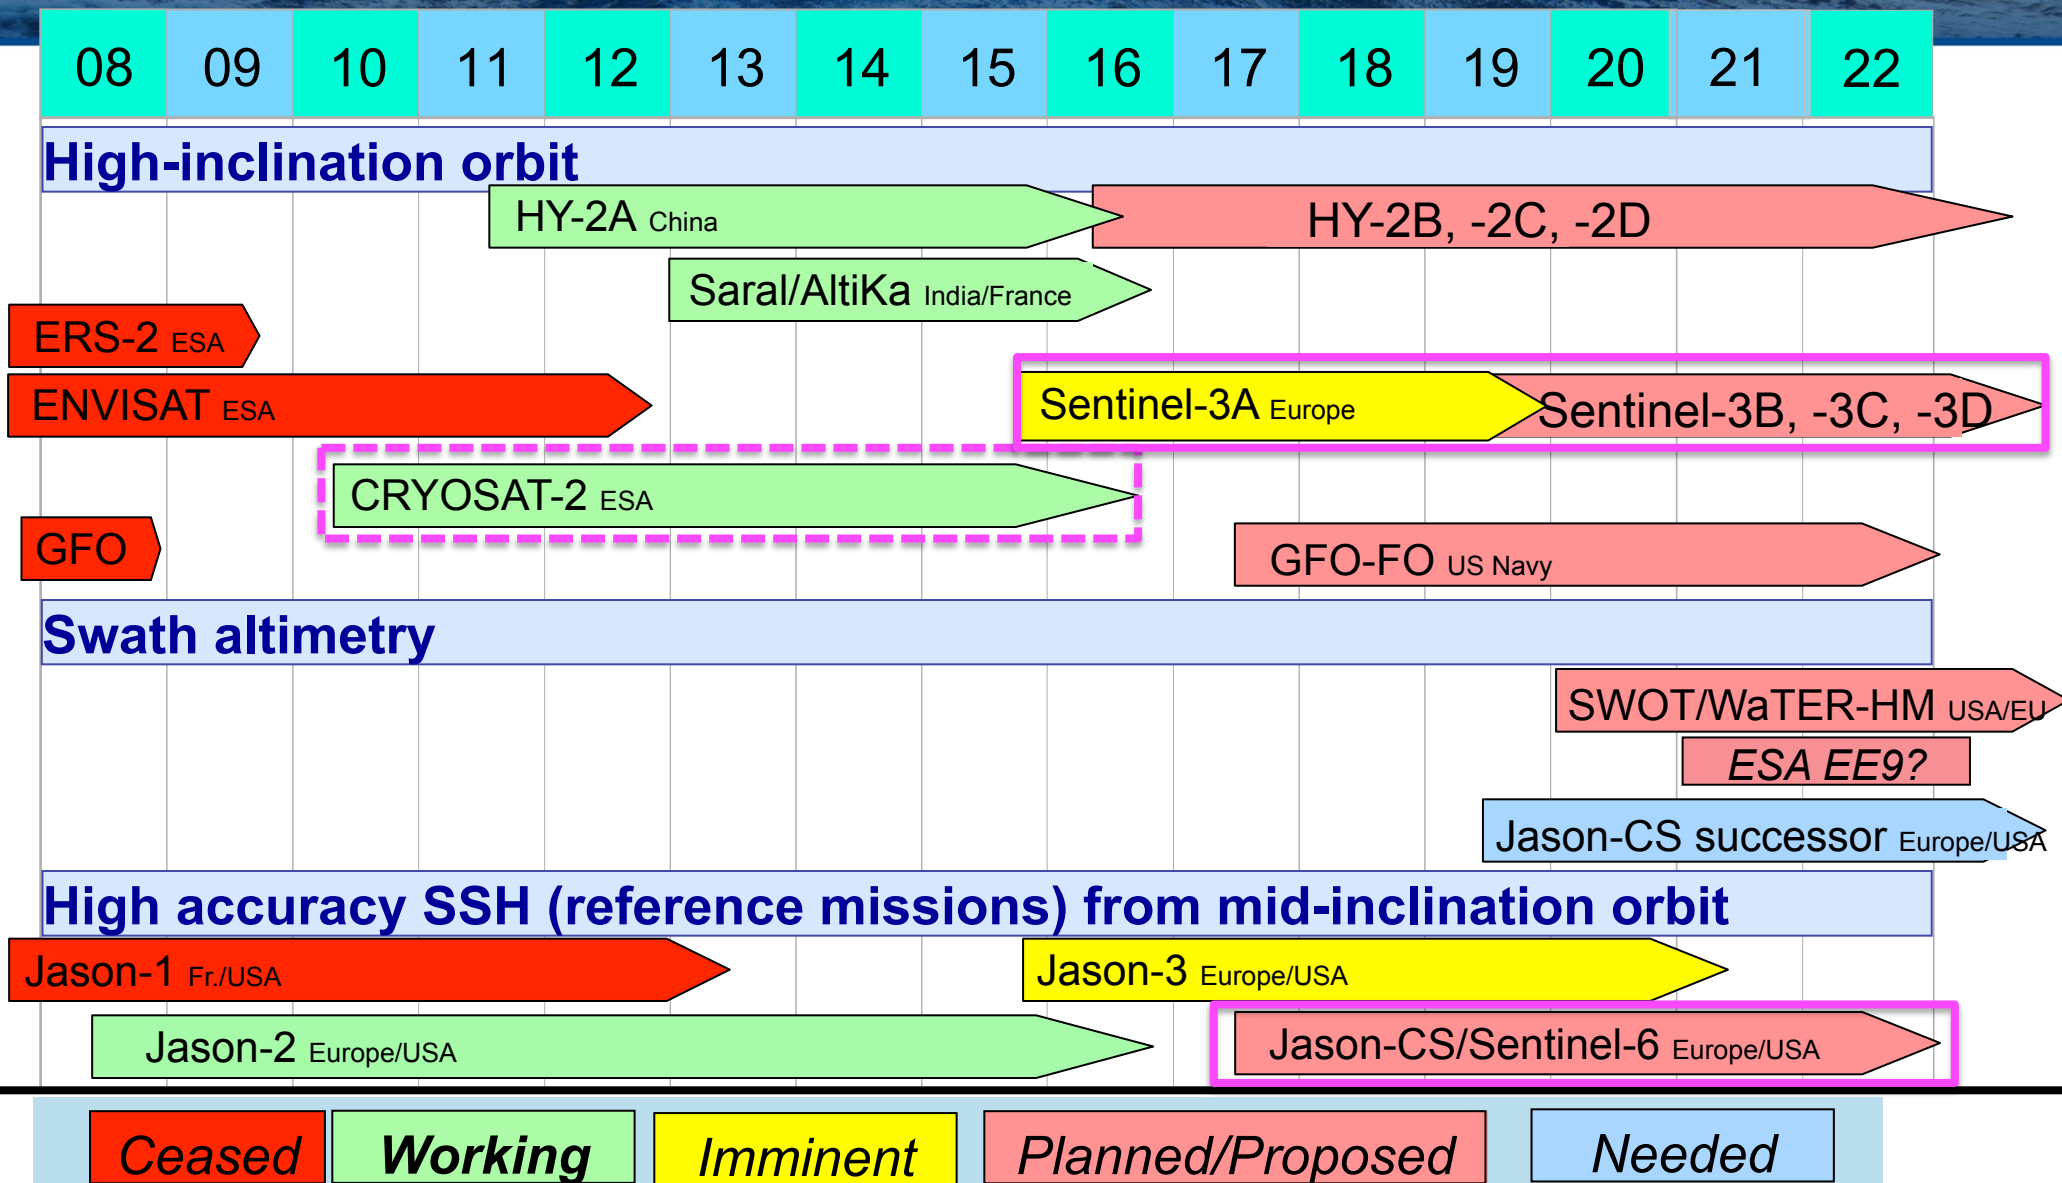 08 09 10 11 12 13 14 15 16 17 18 19 20 21 22
High-inclination orbit
HY-2A China
HY-2B, -2C, -2D
Saral/AltiKa India/France
ERS-2 ESA
ENVISAT ESA
Sentinel-3A Europe
Sentinel-3B, -3C, -3D
CRYOSAT-2 ESA
GFO
GFO-FO US Navy
Swath altimetry
SWOT/WaTER-HM USA/EU
ESA EE9?
Jason-CS successor Europe/USA
High accuracy SSH (reference missions) from mid-inclination orbit
Jason-1 Fr./USA
Jason-3 Europe/USA
Jason-2 Europe/USA
Jason-CS/Sentinel-6 Europe/USA
Ceased
Working
Imminent
Planned/Proposed
Needed